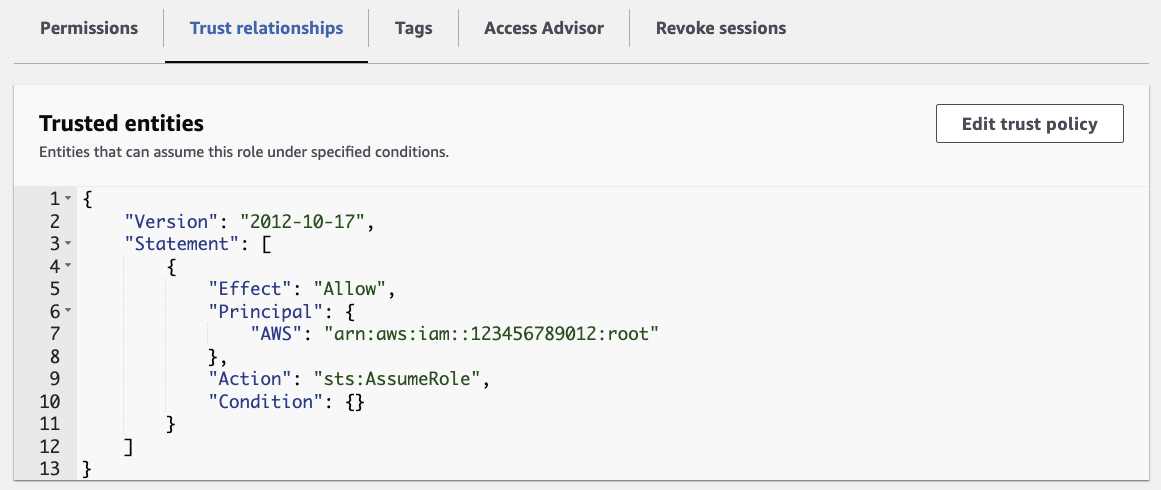 Permissions Trust relationships Tags Access Advisor Revoke sessions
Trusted entities
Edit trust policy
Entities that can assume this role under specified conditions.
1 {
2 "Version": "2012-10-17",
3 "Statement": [
4 {
5 "Effect": "Allow",
6 "Principal": {
7 "AWS": "arn:aws:iam::123456789012:root"
8 },
9 "Action": "sts:AssumeRole",
10 "Condition": {}
11 }
12 ]
13 }